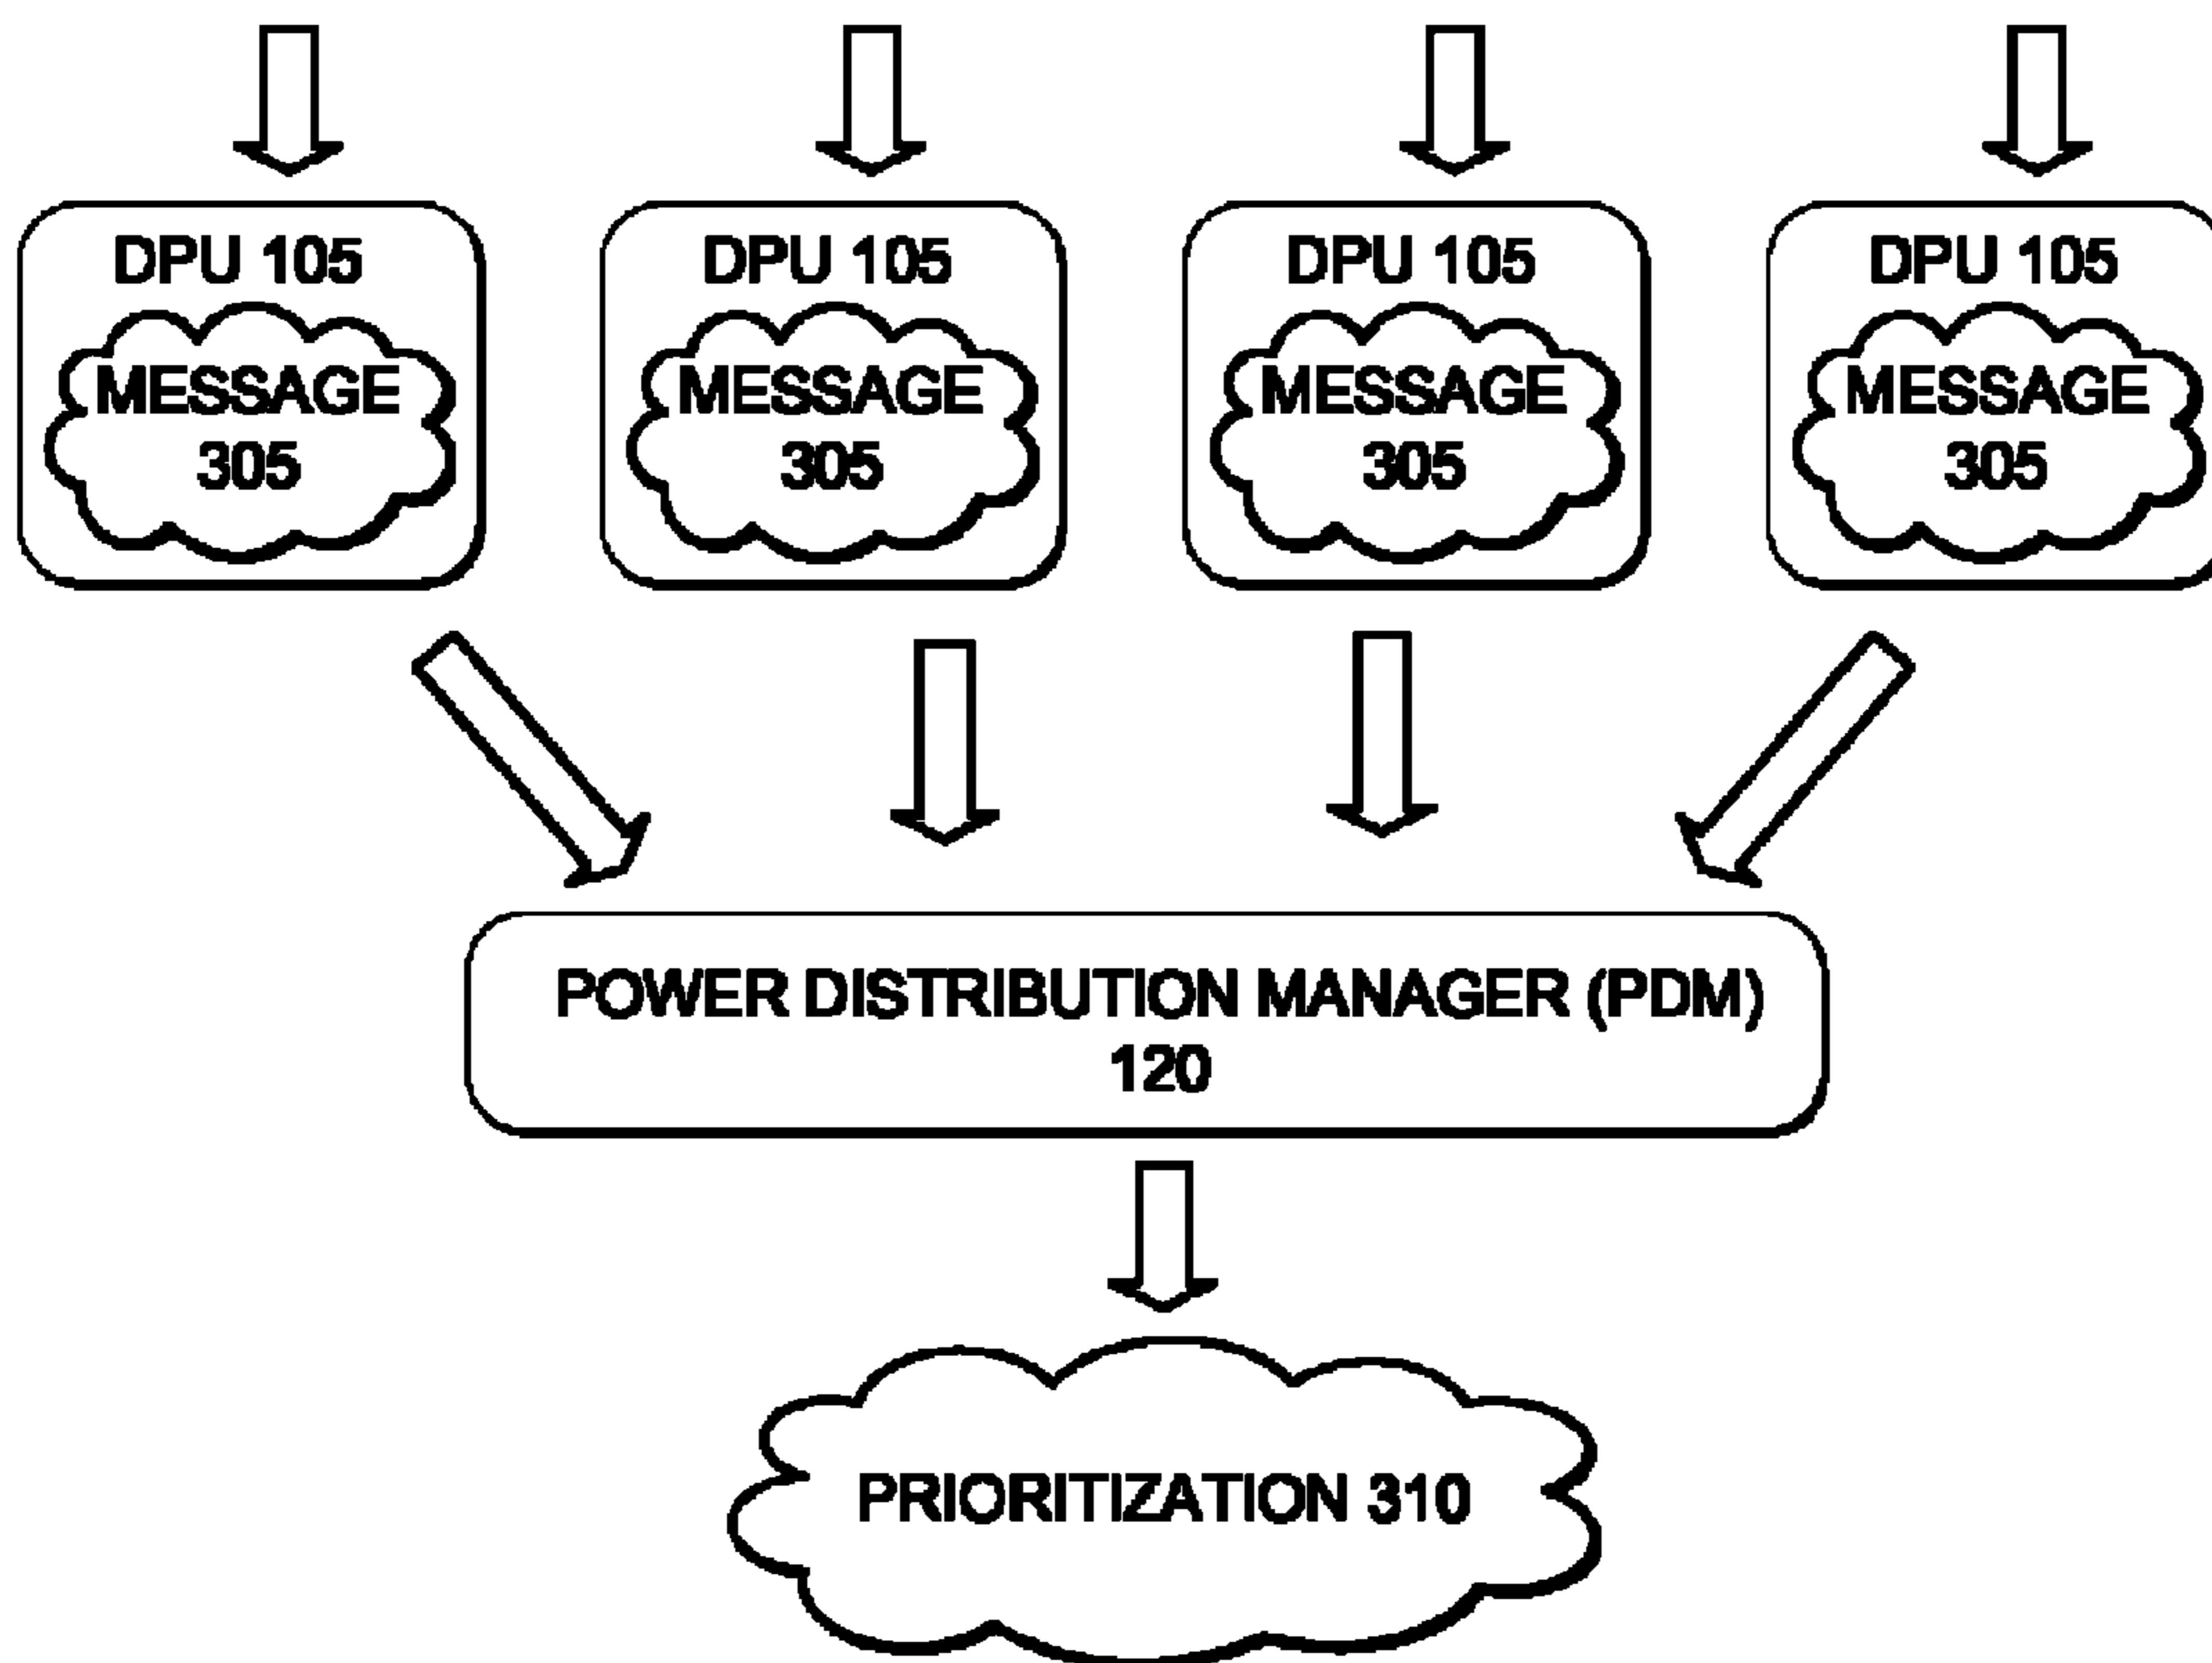 DPU 105 DPU 105 DPU 105 DPU 105
MESSAGE MESSAGE MESSAGE MESSAGE
305 305 305 305
POWER DISTRIBUTION MANAGER (PDM)
120
PRIORITIZATION 310